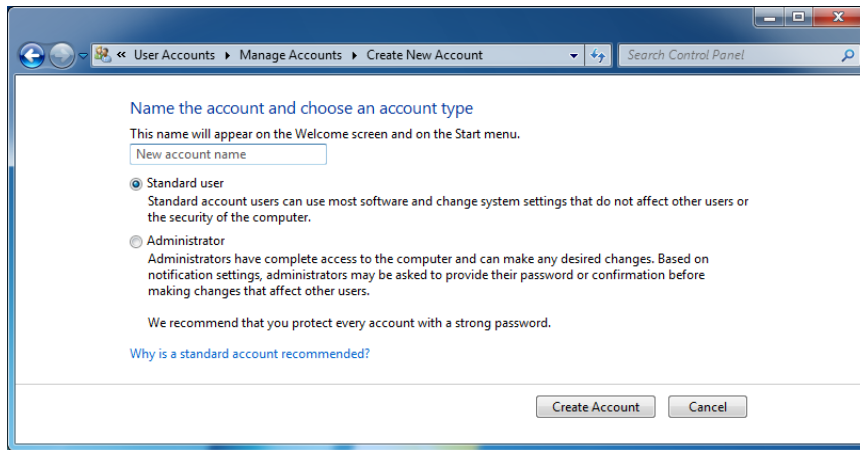 « User Accounts ▸ Manage Accounts ▸ Create New Account
Search Control Panel
Name the account and choose an account type
This name will appear on the Welcome screen and on the Start menu.
New account name
Standard user
Standard account users can use most software and change system settings that do not affect other users or
the security of the computer.
Administrator
Administrators have complete access to the computer and can make any desired changes. Based on
notification settings, administrators may be asked to provide their password or confirmation before
making changes that affect other users.
We recommend that you protect every account with a strong password.
Why is a standard account recommended?
Create Account
Cancel